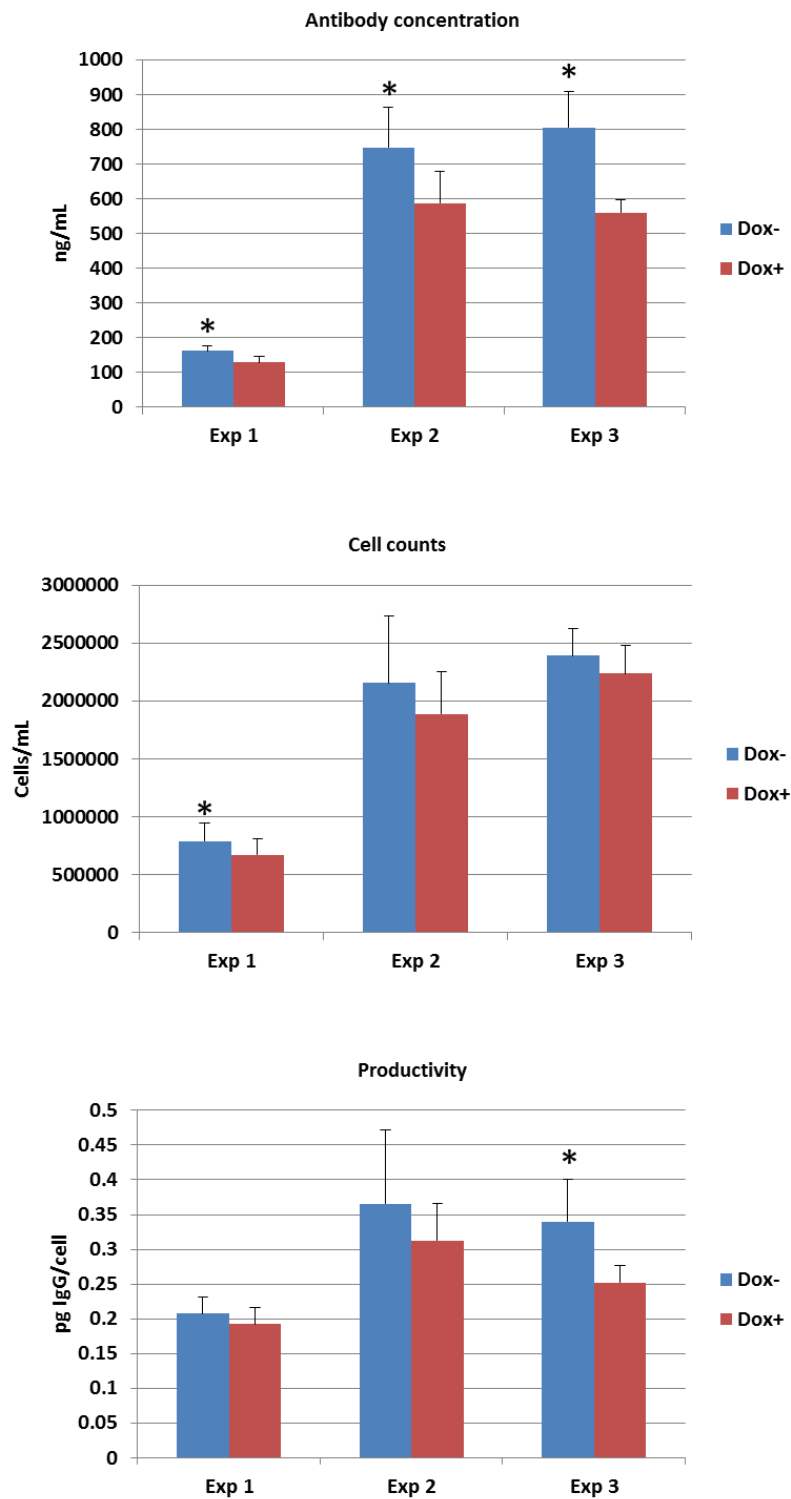 Antibody concentration
1000
900
800
700
600
500
400
300
200
100
0
ng/mL
*
*
*
Exp 1
Exp 2
Exp 3
Dox-
Dox+
Cell counts
3000000
2500000
2000000
1500000
1000000
500000
0
Cells/mL
*
Exp 1
Exp 2
Exp 3
Dox-
Dox+
Productivity
0.5
0.45
0.4
0.35
0.3
0.25
0.2
0.15
0.1
0.05
0
pg IgG/cell
*
Exp 1
Exp 2
Exp 3
Dox-
Dox+